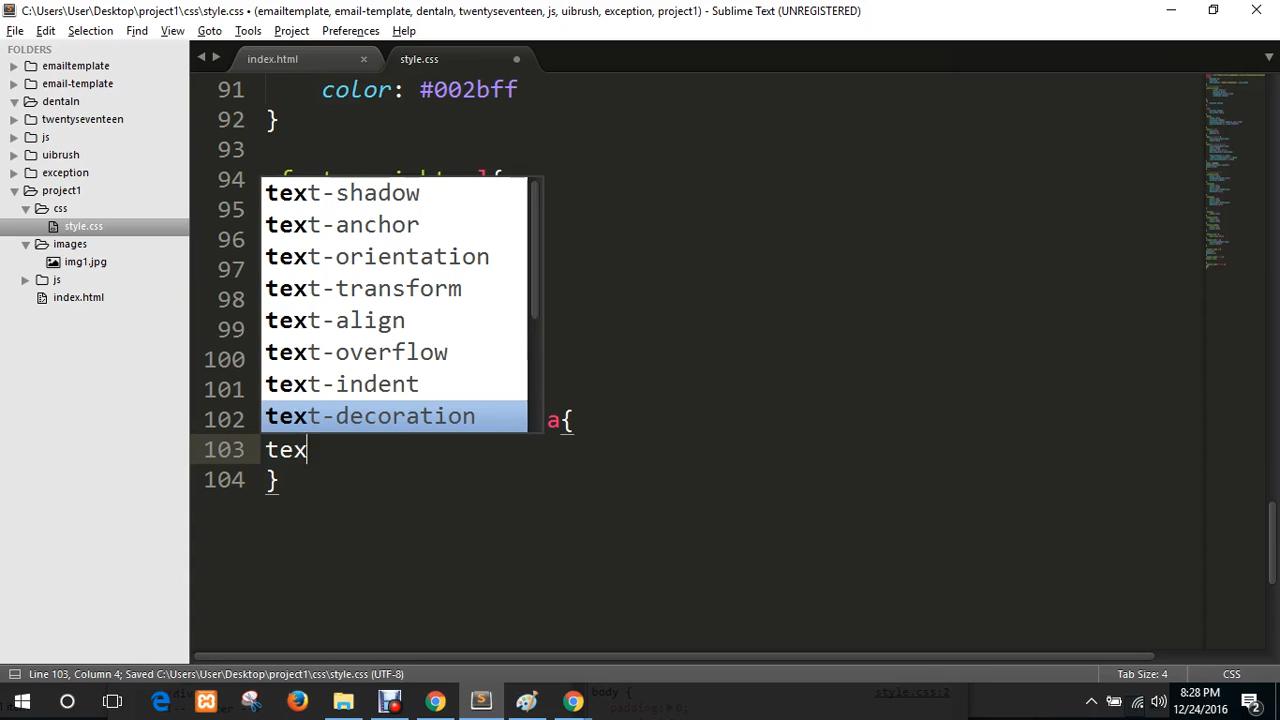 C:\Users\User\Desktop\project1\css\style.css • (emailtemplate, email-template, dentaln, twentyseventeen, js, uibrush, exception, project1) - Sublime Text (UNREGISTERED)
File Edit Selection Find View Goto Tools Project Preferences Help
FOLDERS
emailtemplate
email-template
dentaln
twentyseventeen
js
uibrush
exception
project1
css
style.css
images
img1.jpg
js
index.html
index.html ×
style.css
91 color: #002bff
92 }
93
94
95
96
97
98
99
100
101
102 a{
103 tex
104 }
text-shadow
text-anchor
text-orientation
text-transform
text-align
text-overflow
text-indent
text-decoration
Line 103, Column 4; Saved C:\Users\User\Desktop\project1\css\style.css (UTF-8)
Tab Size: 4
CSS
body {
style.css:2
8:28 PM
12/24/2016
2